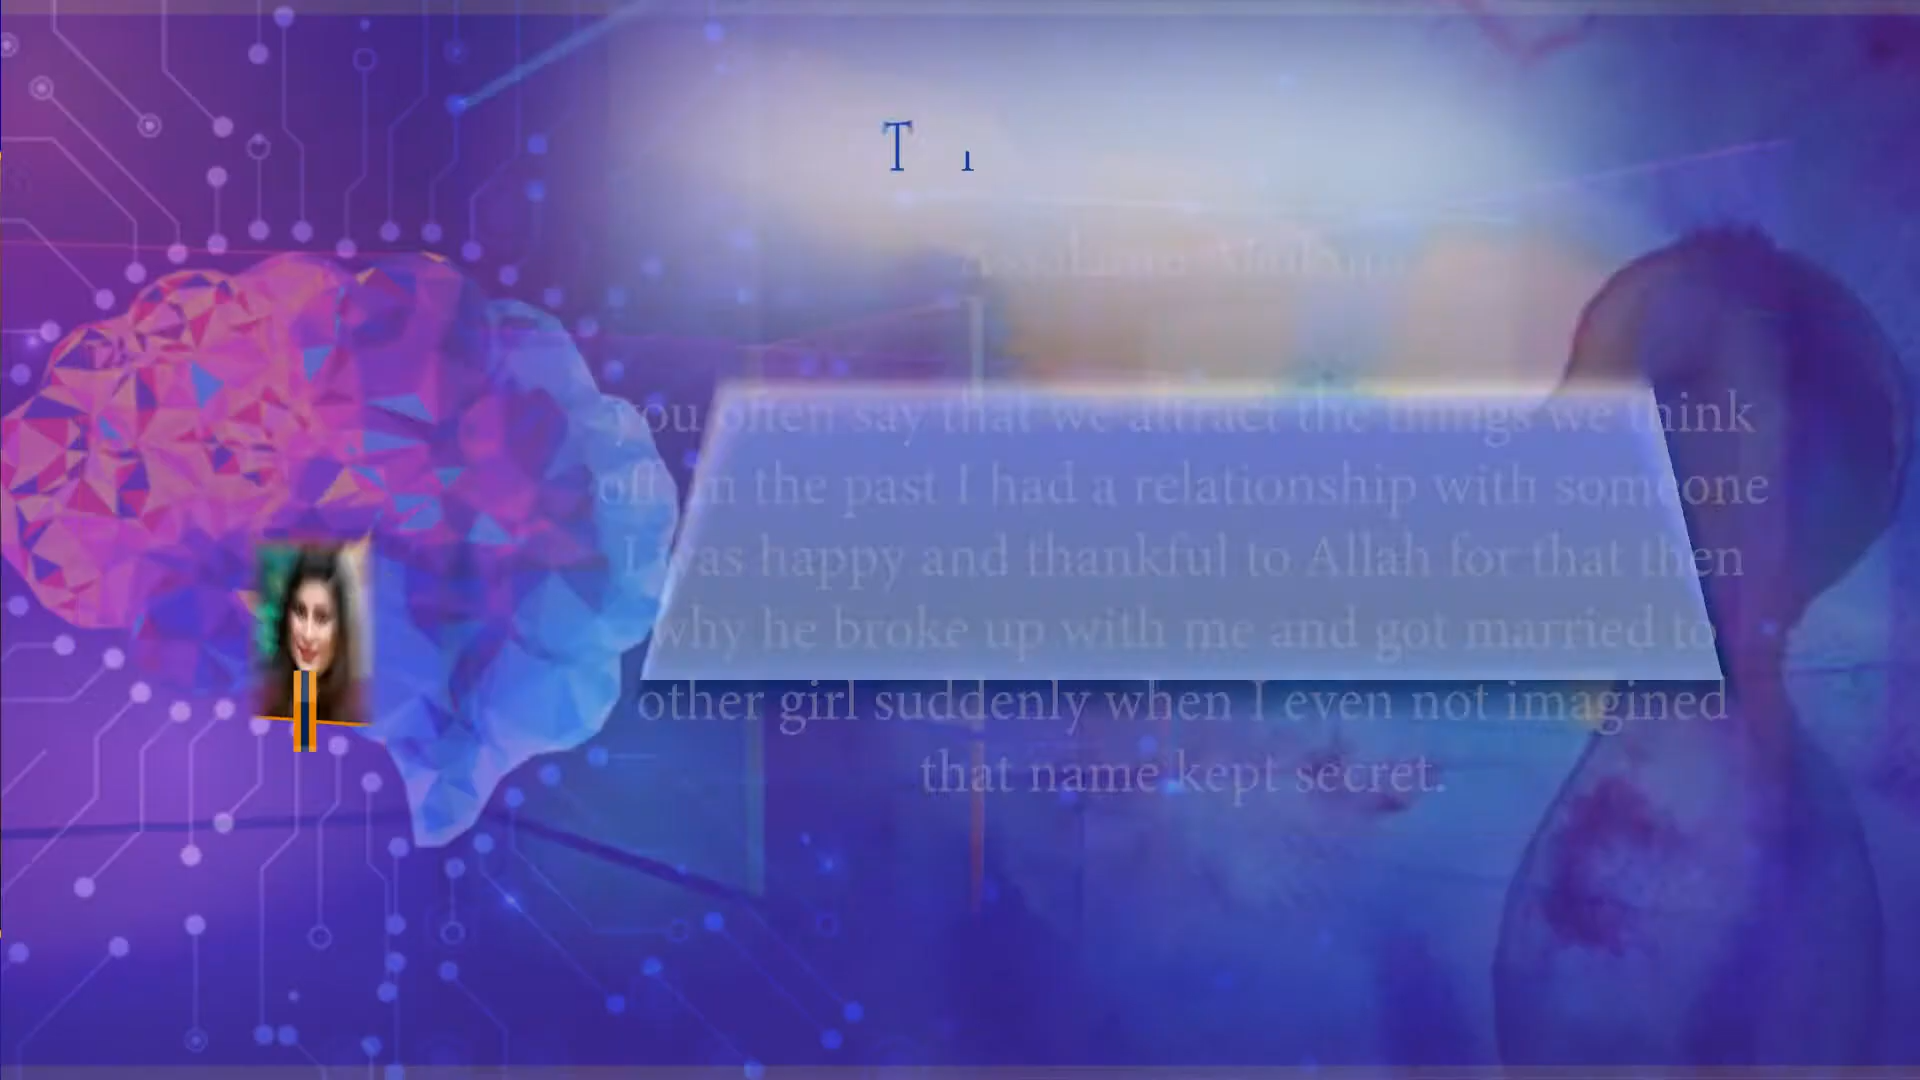 T
you often say that we attract the things we think
off in the past I had a relationship with someone
I was happy and thankful to Allah for that then
why he broke up with me and got married to
other girl suddenly when I even not imagined
that name kept secret.